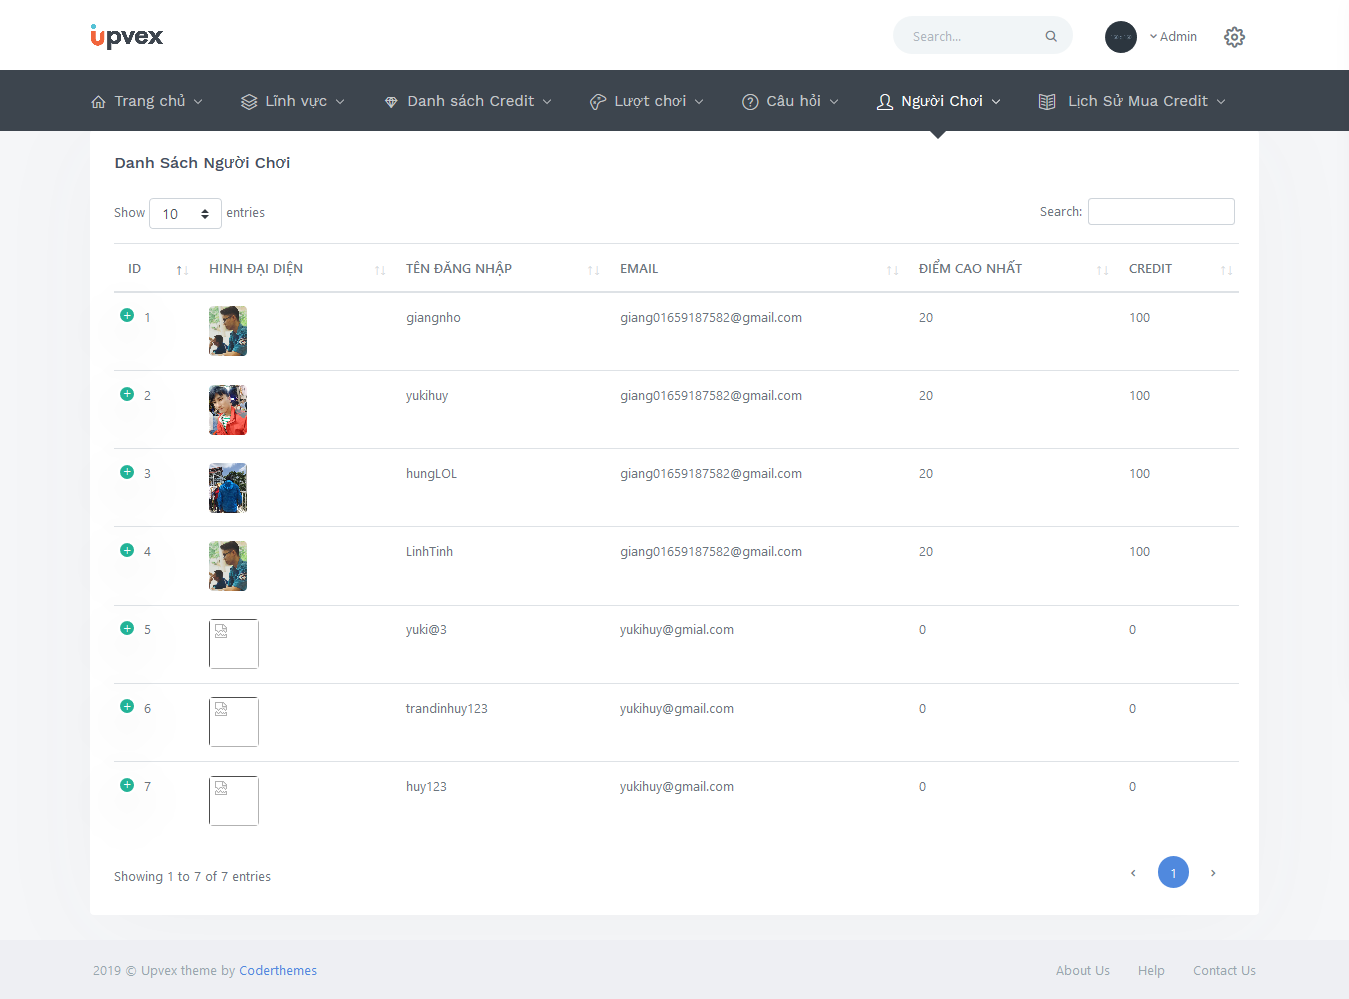 upvex
Search...
Admin
Trang chủ
Lĩnh vực
Danh sách Credit
Lượt chơi
Câu hỏi
Người Chơi
Lịch Sử Mua Credit
Danh Sách Người Chơi
Show 10 entries
Search:
ID HINH ĐẠI DIỆN TÊN ĐĂNG NHẬP EMAIL ĐIỂM CAO NHẤT CREDIT
1 giangnho giang01659187582@gmail.com 20 100
2 yukihuy giang01659187582@gmail.com 20 100
3 hungLOL giang01659187582@gmail.com 20 100
4 LinhTinh giang01659187582@gmail.com 20 100
5 yuki@3 yukihuy@gmial.com 0 0
6 trandinhuy123 yukihuy@gmail.com 0 0
7 huy123 yukihuy@gmail.com 0 0
Showing 1 to 7 of 7 entries
‹ 1 ›
2019 © Upvex theme by Coderthemes
About Us
Help
Contact Us